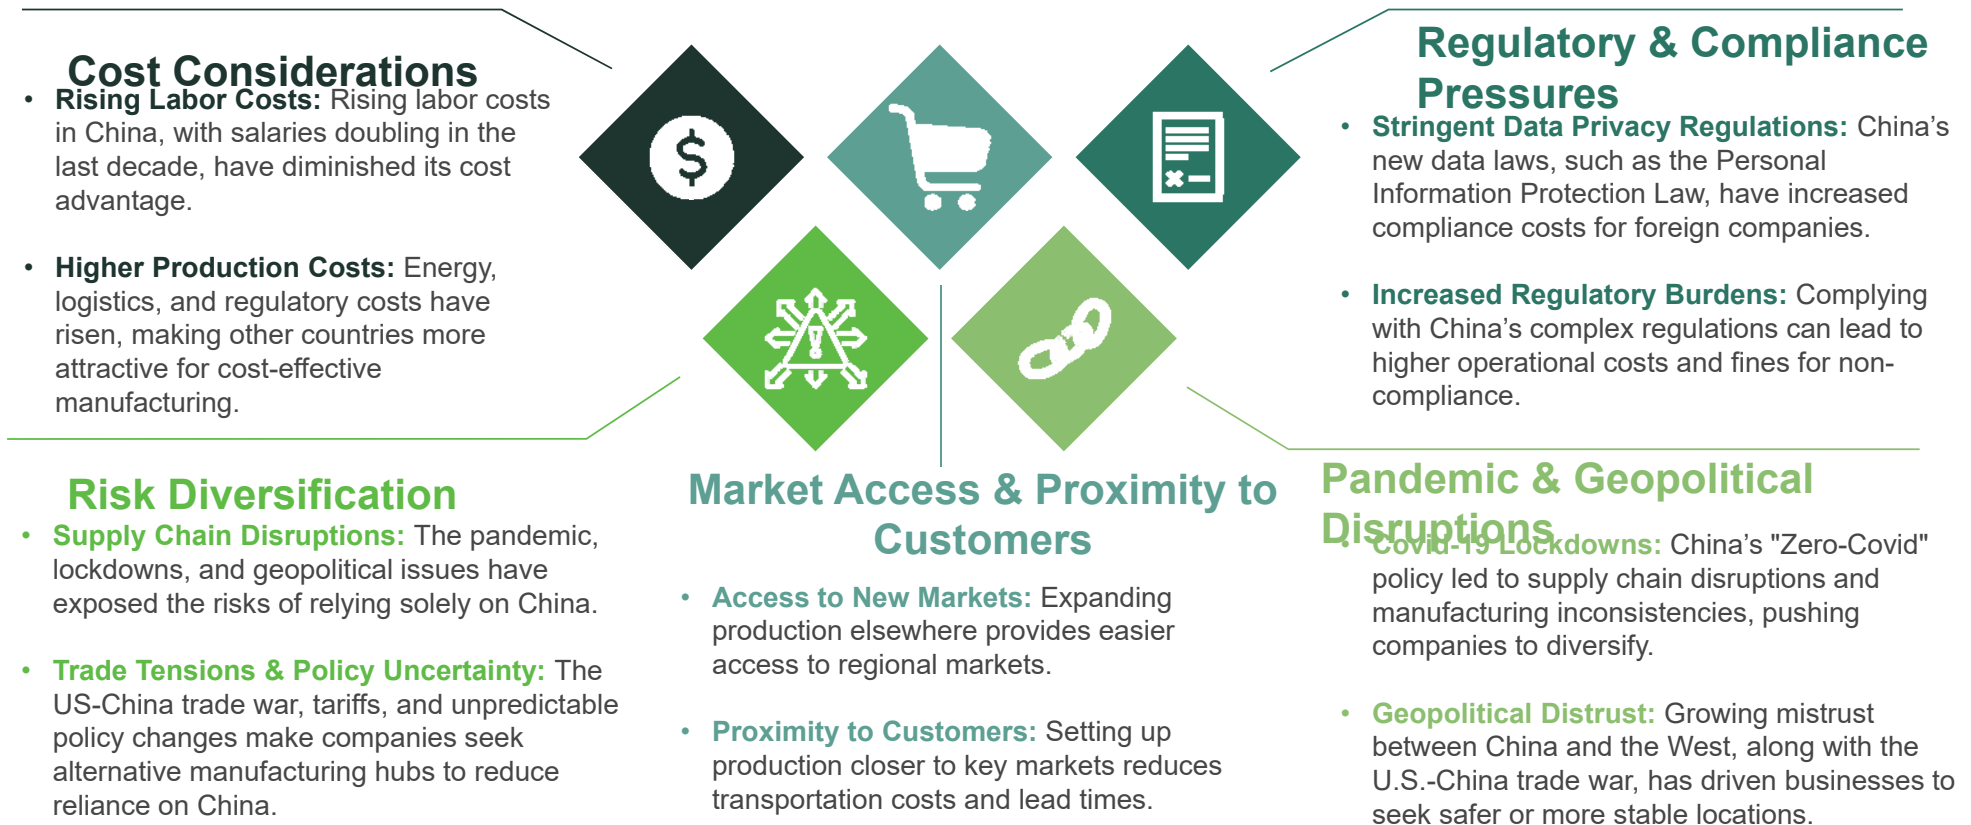 Cost Considerations
• Rising Labor Costs: Rising labor costs
in China, with salaries doubling in the
last decade, have diminished its cost
advantage.
• Higher Production Costs: Energy,
logistics, and regulatory costs have
risen, making other countries more
attractive for cost-effective
manufacturing.
Regulatory & Compliance
Pressures
• Stringent Data Privacy Regulations: China’s
new data laws, such as the Personal
Information Protection Law, have increased
compliance costs for foreign companies.
• Increased Regulatory Burdens: Complying
with China’s complex regulations can lead to
higher operational costs and fines for non-
compliance.
Risk Diversification
• Supply Chain Disruptions: The pandemic,
lockdowns, and geopolitical issues have
exposed the risks of relying solely on China.
• Trade Tensions & Policy Uncertainty: The
US-China trade war, tariffs, and unpredictable
policy changes make companies seek
alternative manufacturing hubs to reduce
reliance on China.
Market Access & Proximity to
Customers
• Access to New Markets: Expanding
production elsewhere provides easier
access to regional markets.
• Proximity to Customers: Setting up
production closer to key markets reduces
transportation costs and lead times.
Pandemic & Geopolitical
Disruptions
• Covid-19 Lockdowns: China’s "Zero-Covid"
policy led to supply chain disruptions and
manufacturing inconsistencies, pushing
companies to diversify.
• Geopolitical Distrust: Growing mistrust
between China and the West, along with the
U.S.-China trade war, has driven businesses to
seek safer or more stable locations.